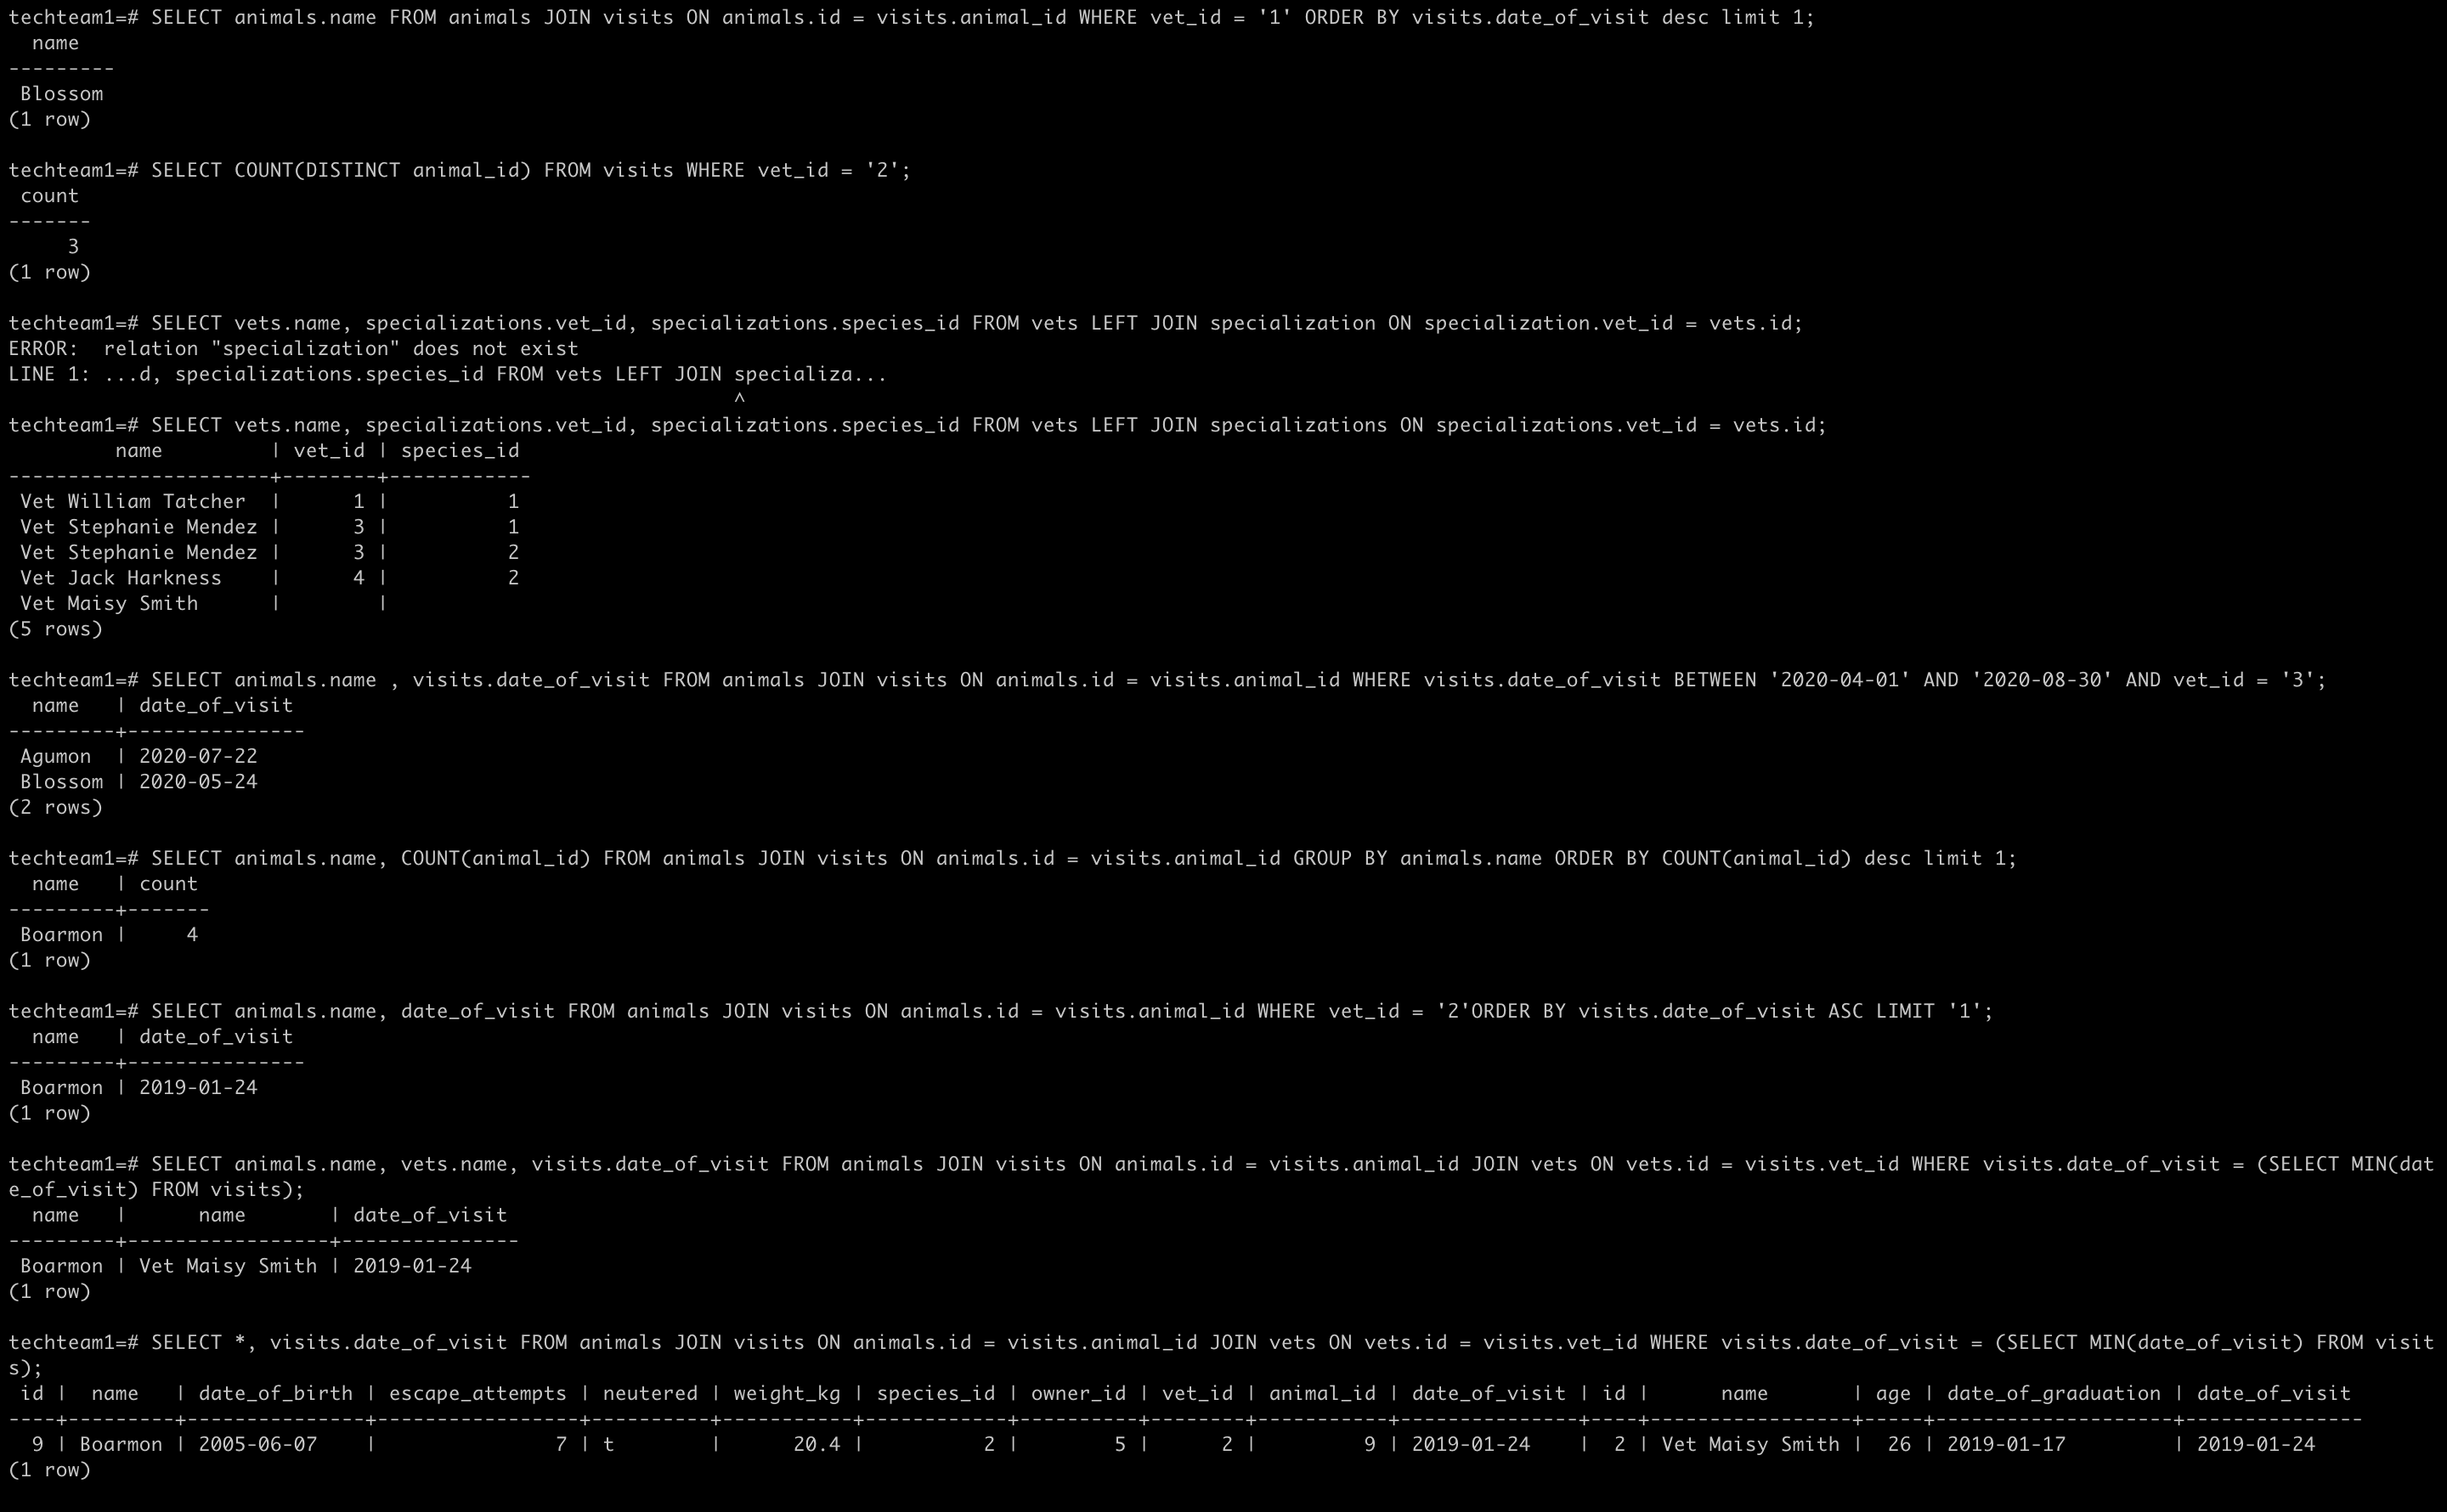 techteam1=# SELECT animals.name FROM animals JOIN visits ON animals.id = visits.animal_id WHERE vet_id = '1' ORDER BY visits.date_of_visit desc limit 1;
  name
---------
 Blossom
(1 row)

techteam1=# SELECT COUNT(DISTINCT animal_id) FROM visits WHERE vet_id = '2';
 count
-------
     3
(1 row)

techteam1=# SELECT vets.name, specializations.vet_id, specializations.species_id FROM vets LEFT JOIN specialization ON specialization.vet_id = vets.id;
ERROR:  relation "specialization" does not exist
LINE 1: ...d, specializations.species_id FROM vets LEFT JOIN specializa...
                                                             ^
techteam1=# SELECT vets.name, specializations.vet_id, specializations.species_id FROM vets LEFT JOIN specializations ON specializations.vet_id = vets.id;
         name         | vet_id | species_id
----------------------+--------+------------
 Vet William Tatcher  |      1 |          1
 Vet Stephanie Mendez |      3 |          1
 Vet Stephanie Mendez |      3 |          2
 Vet Jack Harkness    |      4 |          2
 Vet Maisy Smith      |        |
(5 rows)

techteam1=# SELECT animals.name , visits.date_of_visit FROM animals JOIN visits ON animals.id = visits.animal_id WHERE visits.date_of_visit BETWEEN '2020-04-01' AND '2020-08-30' AND vet_id = '3';
  name   | date_of_visit
---------+---------------
 Agumon  | 2020-07-22
 Blossom | 2020-05-24
(2 rows)

techteam1=# SELECT animals.name, COUNT(animal_id) FROM animals JOIN visits ON animals.id = visits.animal_id GROUP BY animals.name ORDER BY COUNT(animal_id) desc limit 1;
  name   | count
---------+-------
 Boarmon |     4
(1 row)

techteam1=# SELECT animals.name, date_of_visit FROM animals JOIN visits ON animals.id = visits.animal_id WHERE vet_id = '2'ORDER BY visits.date_of_visit ASC LIMIT '1';
  name   | date_of_visit
---------+---------------
 Boarmon | 2019-01-24
(1 row)

techteam1=# SELECT animals.name, vets.name, visits.date_of_visit FROM animals JOIN visits ON animals.id = visits.animal_id JOIN vets ON vets.id = visits.vet_id WHERE visits.date_of_visit = (SELECT MIN(dat
e_of_visit) FROM visits);
  name   |      name       | date_of_visit
---------+-----------------+---------------
 Boarmon | Vet Maisy Smith | 2019-01-24
(1 row)

techteam1=# SELECT *, visits.date_of_visit FROM animals JOIN visits ON animals.id = visits.animal_id JOIN vets ON vets.id = visits.vet_id WHERE visits.date_of_visit = (SELECT MIN(date_of_visit) FROM visit
s);
 id |  name   | date_of_birth | escape_attempts | neutered | weight_kg | species_id | owner_id | vet_id | animal_id | date_of_visit | id |      name       | age | date_of_graduation | date_of_visit
----+---------+---------------+-----------------+----------+-----------+------------+----------+--------+-----------+---------------+----+-----------------+-----+--------------------+---------------
  9 | Boarmon | 2005-06-07    |               7 | t        |      20.4 |          2 |        5 |      2 |         9 | 2019-01-24    |  2 | Vet Maisy Smith |  26 | 2019-01-17         | 2019-01-24
(1 row)